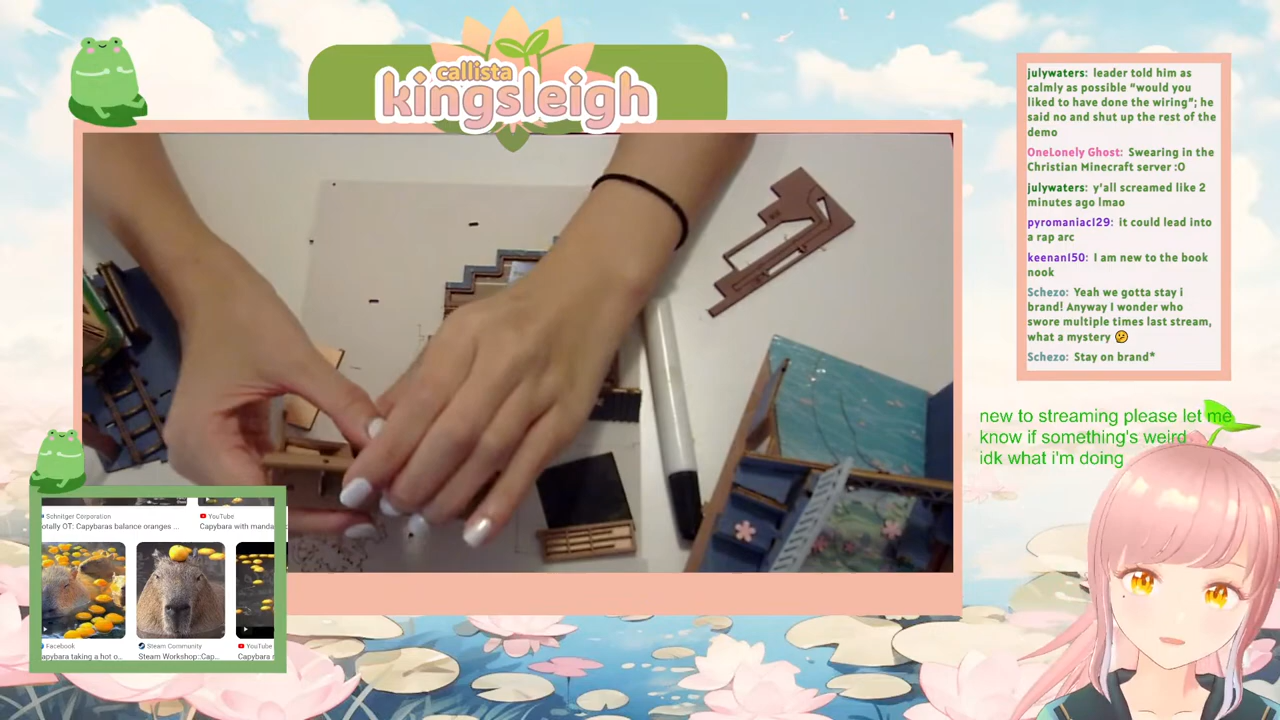 callista
kingsleigh
julywaters: leader told him as
calmly as possible "would you
liked to have done the wiring"; he
said no and shut up the rest of the
demo
OneLonely Ghost: Swearing in the
Christian Minecraft server :O
julywaters: y'all screamed like 2
minutes ago lmao
pyromaniac129: it could lead into
a rap arc
keenan150: I am new to the book
nook
Schezo: Yeah we gotta stay i
brand! Anyway I wonder who
swore multiple times last stream,
what a mystery
Schezo: Stay on brand*
new to streaming please let me
know if something's weird
idk what i'm doing
Schnitger Corporation
YouTube
otally OT: Capybaras balance oranges ...
Capybara with manda
Facebook
Steam Community
YouTube
apybara taking a hot o...
Steam Workshop::Cap...
Capybara